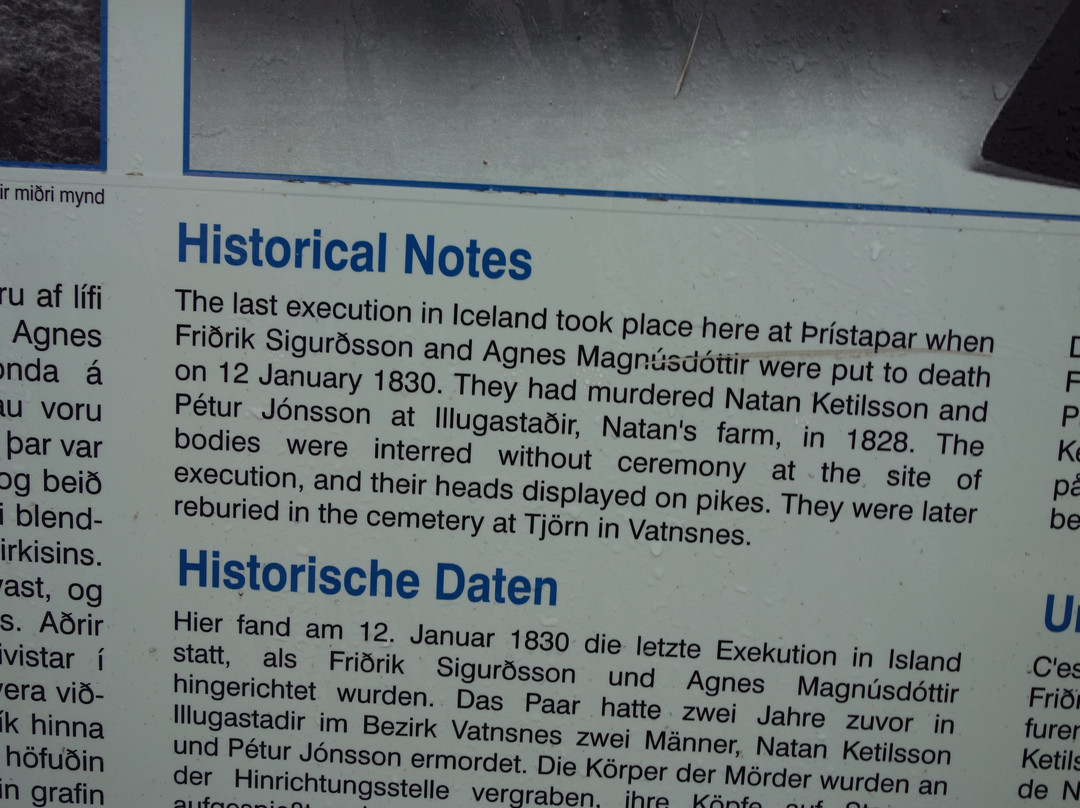 ir miðri mynd
ru af lífi
Agnes
onda á
au voru
þar var
og beið
i blend-
irkisins.
vast, og
s. Aðrir
ivistar í
vera við-
ík hinna
höfuðin
in grafin
Historical Notes
The last execution in Iceland took place here at Þrístapar when
Friðrik Sigurðsson and Agnes Magnúsdóttir were put to death
on 12 January 1830. They had murdered Natan Ketilsson and
Pétur Jónsson at Illugastaðir, Natan's farm, in 1828. The
bodies were interred without ceremony at the site of
execution, and their heads displayed on pikes. They were later
reburied in the cemetery at Tjörn in Vatnsnes.
Historische Daten
Hier fand am 12. Januar 1830 die letzte Exekution in Island
statt, als Friðrik Sigurðsson und Agnes Magnúsdóttir
hingerichtet wurden. Das Paar hatte zwei Jahre zuvor in
Illugastadir im Bezirk Vatnsnes zwei Männer, Natan Ketilsson
und Pétur Jónsson ermordet. Die Körper der Mörder wurden an
der Hinrichtungsstelle vergraben, ihre Köpfe auf
C'es
Friðr
furen
Ketils
de N